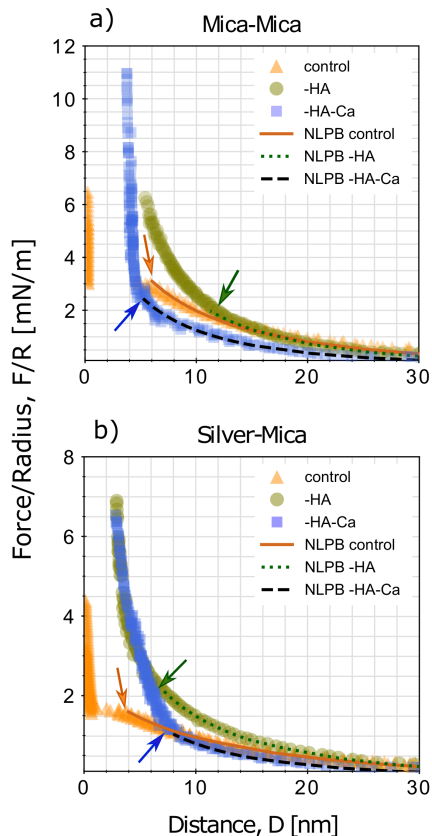 a) Mica-Mica
12
10
8
6
4
2
0
0
10
20
30
control
-HA
-HA-Ca
NLPB control
NLPB -HA
NLPB -HA-Ca
Force/Radius, F/R [mN/m]
b) Silver-Mica
8
6
4
2
0
10
20
30
control
-HA
-HA-Ca
NLPB control
NLPB -HA
NLPB -HA-Ca
Distance, D [nm]